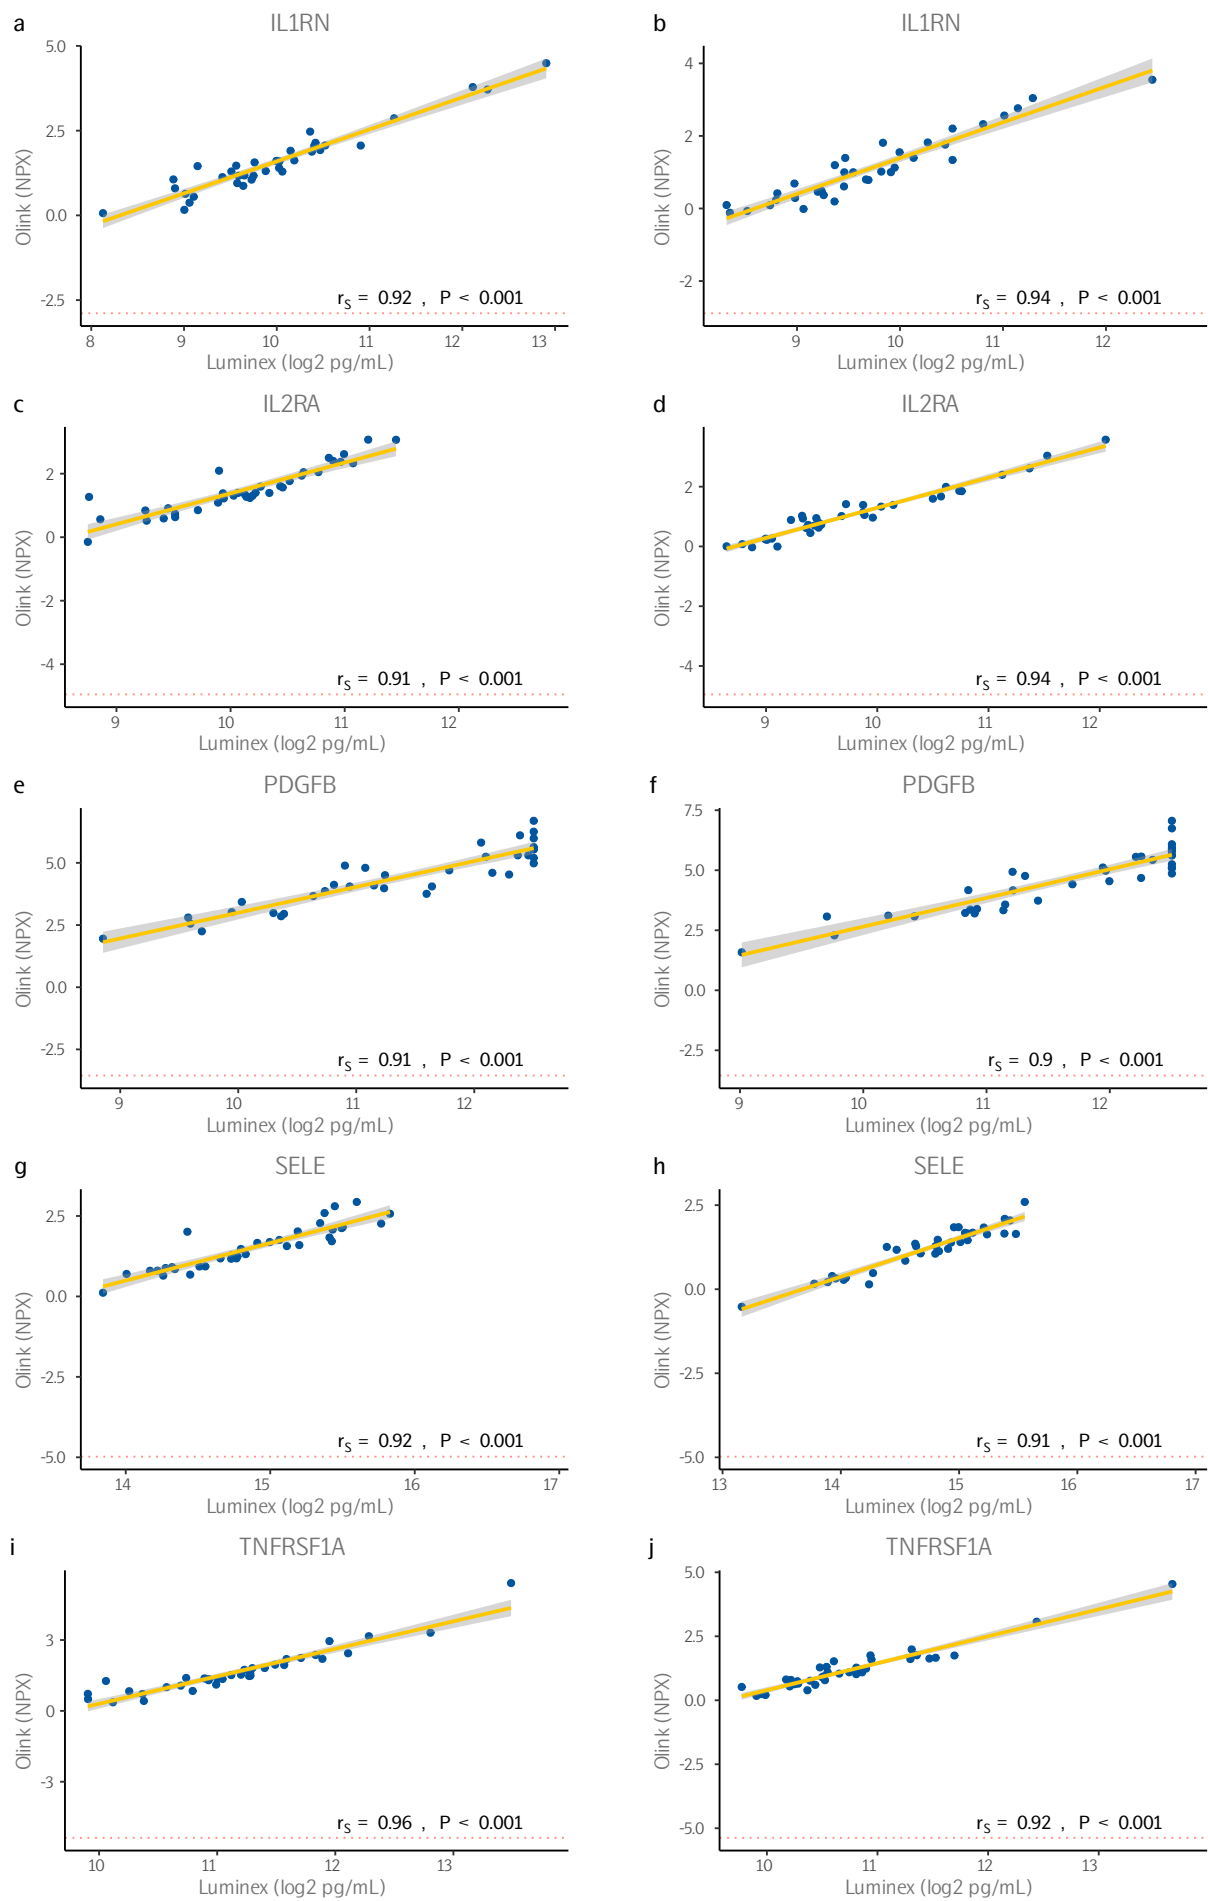 a
IL1RN
5.0
2.5
0.0
-2.5
Olink (NPX)
rS = 0.92 , P < 0.001
8 9 10 11 12 13
Luminex (log2 pg/mL)
b
IL1RN
4
2
0
-2
Olink (NPX)
rS = 0.94 , P < 0.001
9 10 11 12
Luminex (log2 pg/mL)
c
IL2RA
2
0
-2
-4
Olink (NPX)
rS = 0.91 , P < 0.001
9 10 11 12
Luminex (log2 pg/mL)
d
IL2RA
2
0
-2
-4
Olink (NPX)
rS = 0.94 , P < 0.001
9 10 11 12
Luminex (log2 pg/mL)
e
PDGFB
5.0
2.5
0.0
-2.5
Olink (NPX)
rS = 0.91 , P < 0.001
9 10 11 12
Luminex (log2 pg/mL)
f
PDGFB
7.5
5.0
2.5
0.0
-2.5
Olink (NPX)
rS = 0.9 , P < 0.001
9 10 11 12
Luminex (log2 pg/mL)
g
SELE
2.5
0.0
-2.5
-5.0
Olink (NPX)
rS = 0.92 , P < 0.001
14 15 16 17
Luminex (log2 pg/mL)
h
SELE
2.5
0.0
-2.5
-5.0
Olink (NPX)
rS = 0.91 , P < 0.001
13 14 15 16 17
Luminex (log2 pg/mL)
i
TNFRSF1A
3
0
-3
Olink (NPX)
rS = 0.96 , P < 0.001
10 11 12 13
Luminex (log2 pg/mL)
j
TNFRSF1A
5.0
2.5
0.0
-2.5
-5.0
Olink (NPX)
rS = 0.92 , P < 0.001
10 11 12 13
Luminex (log2 pg/mL)